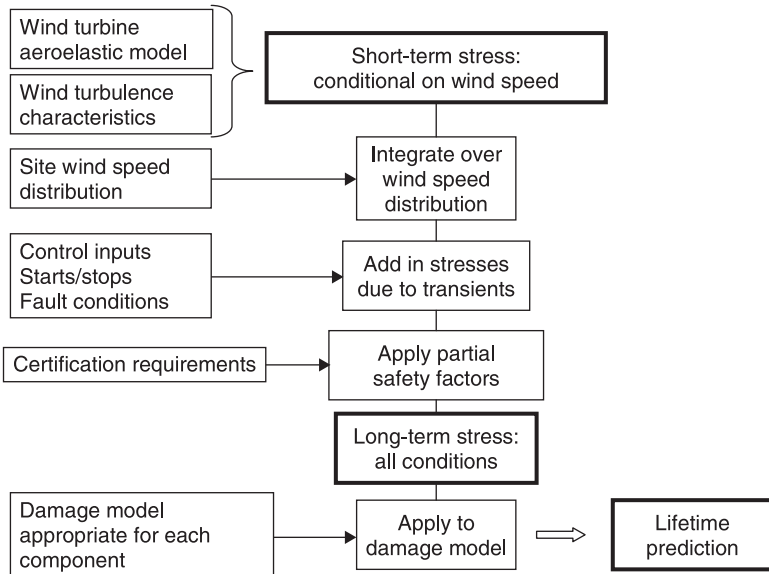 Wind turbine
aeroelastic model
Wind turbulence
characteristics
Short-term stress:
conditional on wind speed
Site wind speed
distribution
Integrate over
wind speed
distribution
Control inputs
Starts/stops
Fault conditions
Add in stresses
due to transients
Certification requirements
Apply partial
safety factors
Long-term stress:
all conditions
Damage model
appropriate for each
component
Apply to
damage model
Lifetime
prediction